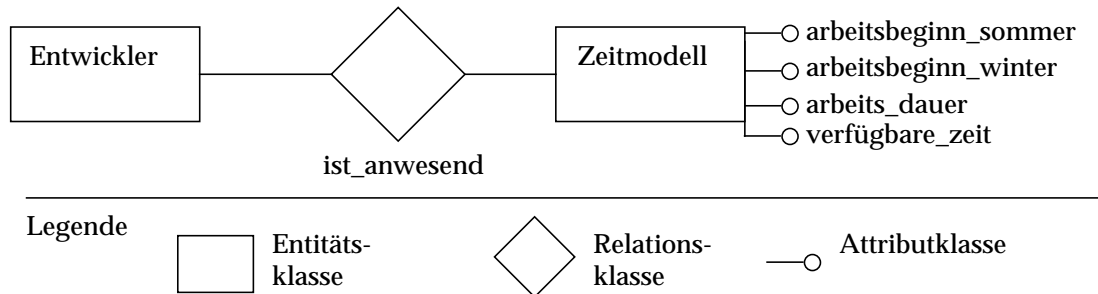 Entwickler
Zeitmodell
arbeitsbeginn_sommer
arbeitsbeginn_winter
arbeits_dauer
verfügbare_zeit
ist_anwesend
Legende
Entitäts-
klasse
Relations-
klasse
Attributklasse